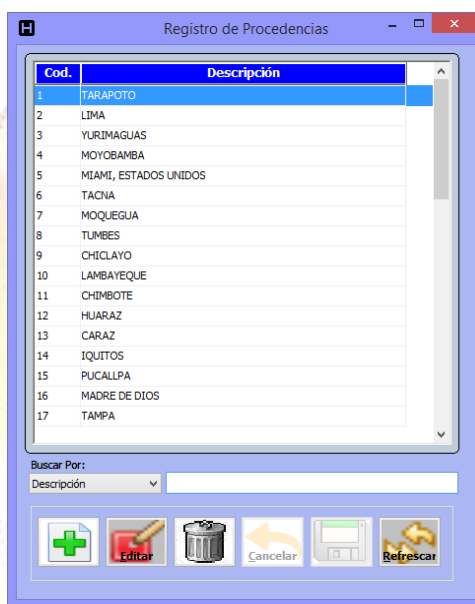 H Registro de Procedencias
Cod. Descripción
1 TARAPOTO
2 LIMA
3 YURIMAGUAS
4 MOYOBAMBA
5 MIAMI, ESTADOS UNIDOS
6 TACNA
7 MOQUEGUA
8 TUMBES
9 CHICLAYO
10 LAMBAYEQUE
11 CHIMBOTE
12 HUARAZ
13 CARAZ
14 IQUITOS
15 PUCALLPA
16 MADRE DE DIOS
17 TAMPA
Buscar Por:
Descripción
Editar Cancelar Refrescar